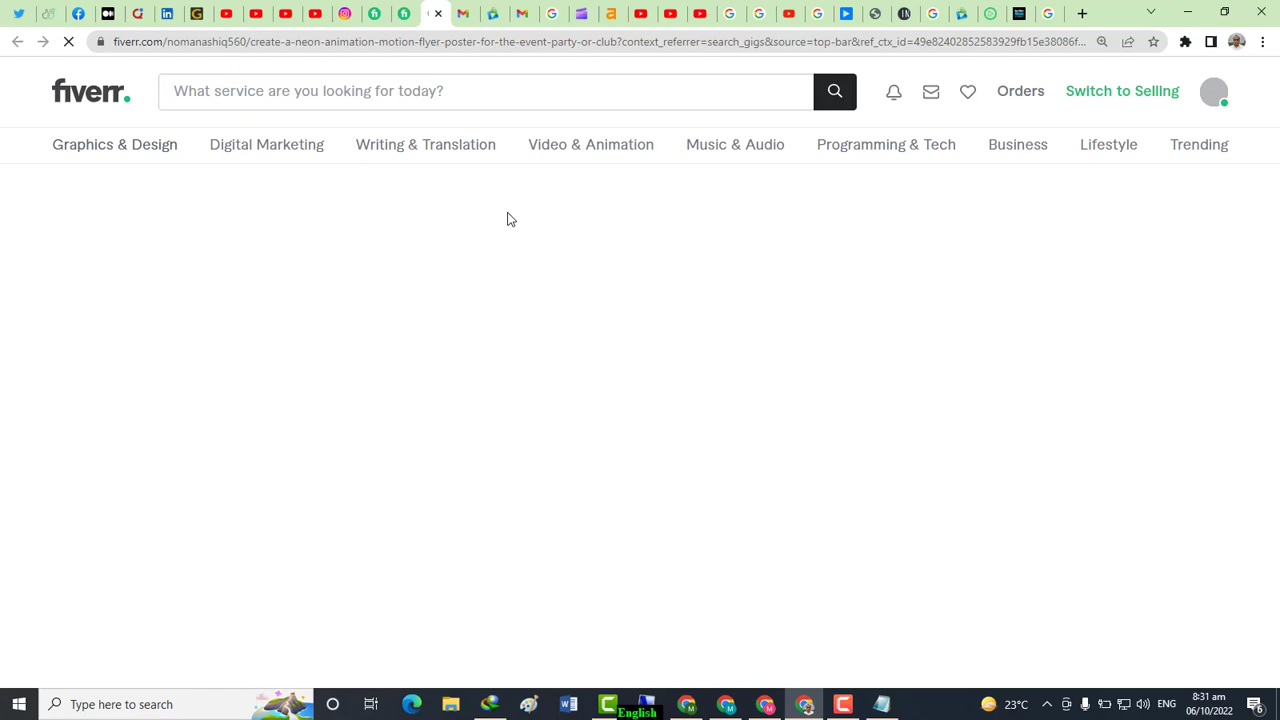 fiverr.com/nomanashiq560/create-a-neon-animation-motion-flyer-poster-for-the-event-party-or-club?context_referrer=search_gigs&source=top-bar&ref_ctx_id=49e82402852583929fb15e38086f...
fiverr.
What service are you looking for today?
Orders
Switch to Selling
Graphics & Design
Digital Marketing
Writing & Translation
Video & Animation
Music & Audio
Programming & Tech
Business
Lifestyle
Trending
Type here to search
English
23°C
ENG
8:31 am
06/10/2022
6